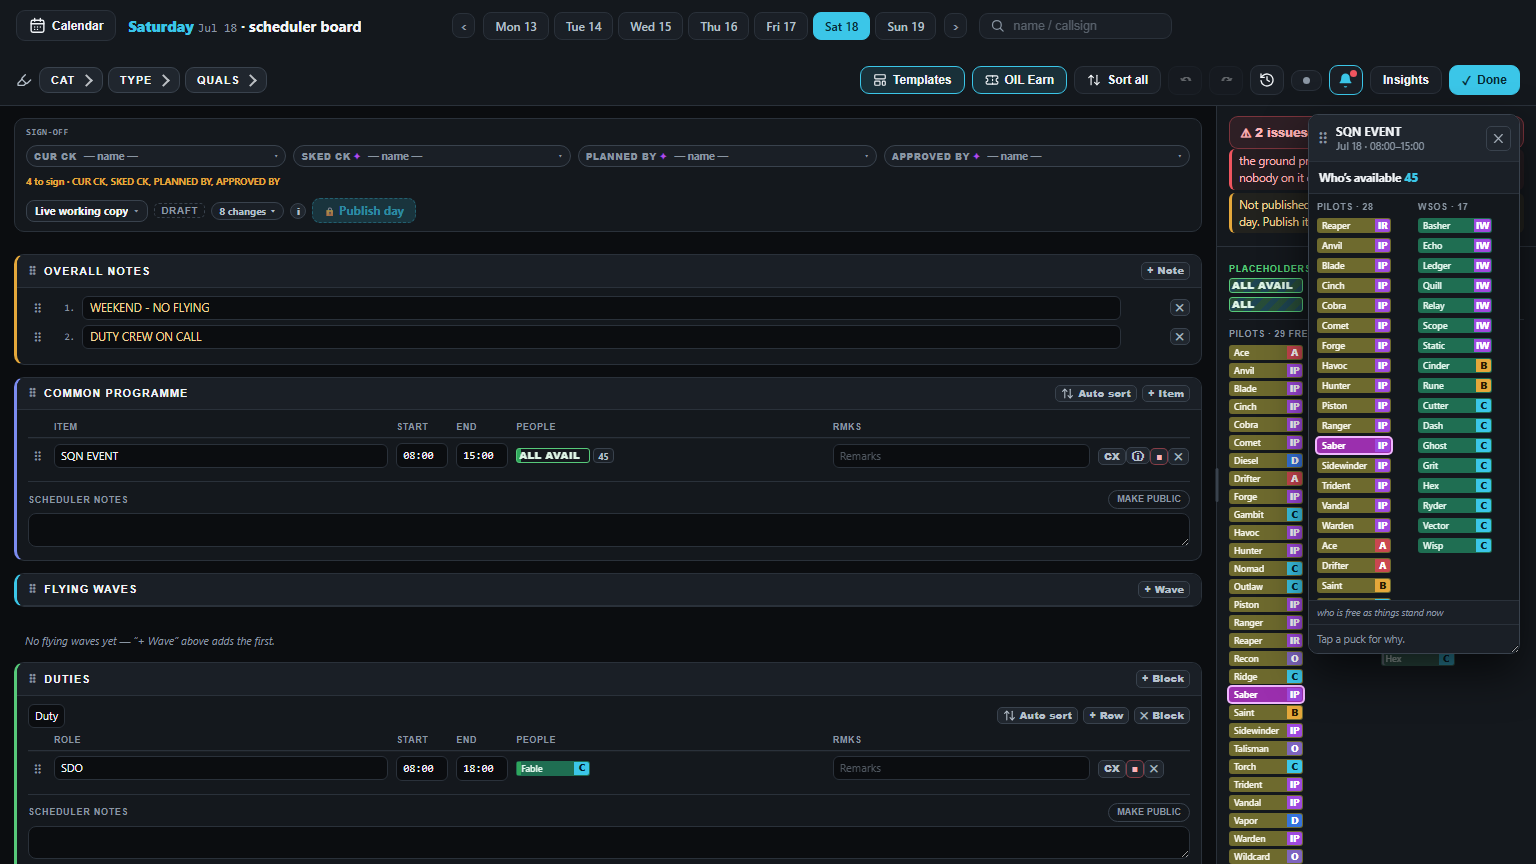 Calendar
Saturday Jul 18 · scheduler board
‹ Mon 13 Tue 14 Wed 15 Thu 16 Fri 17 Sat 18 Sun 19 ›
name / callsign
CAT TYPE QUALS
Templates OIL Earn Sort all Insights ✓ Done
SIGN-OFF
CUR CK — name — SKED CK ✦ — name — PLANNED BY ✦ — name — APPROVED BY ✦ — name —
4 to sign · CUR CK, SKED CK, PLANNED BY, APPROVED BY
Live working copy DRAFT 8 changes i Publish day
OVERALL NOTES + Note
1. WEEKEND - NO FLYING
2. DUTY CREW ON CALL
COMMON PROGRAMME Auto sort + Item
ITEM START END PEOPLE RMKS
SQN EVENT 08:00 15:00 ALL AVAIL 45 Remarks CX
SCHEDULER NOTES MAKE PUBLIC
FLYING WAVES + Wave
No flying waves yet — "+ Wave" above adds the first.
DUTIES + Block
Duty Auto sort + Row ✕ Block
ROLE START END PEOPLE RMKS
SDO 08:00 18:00 Fable C Remarks CX
SCHEDULER NOTES MAKE PUBLIC
⚠ 2 issues
the ground pr
nobody on it
Not published
day. Publish it
PLACEHOLDERS
ALL AVAIL
ALL
PILOTS · 29 FRE
Ace A
Anvil IP
Blade IP
Cinch IP
Cobra IP
Comet IP
Diesel D
Drifter A
Forge IP
Gambit C
Havoc IP
Hunter IP
Nomad C
Outlaw C
Piston IP
Ranger IP
Reaper IR
Recon O
Ridge C
Saber IP
Saint B
Sidewinder IP
Talisman O
Torch C
Trident IP
Vandal IP
Vapor D
Warden IP
Wildcard O
SQN EVENT
Jul 18 · 08:00–15:00
Who's available 45
PILOTS · 28
Reaper IR
Anvil IP
Blade IP
Cinch IP
Cobra IP
Comet IP
Forge IP
Havoc IP
Hunter IP
Piston IP
Ranger IP
Saber IP
Sidewinder IP
Trident IP
Vandal IP
Warden IP
Ace A
Drifter A
Saint B
WSOS · 17
Basher IW
Echo IW
Ledger IW
Quill IW
Relay IW
Scope IW
Static IW
Cinder B
Rune B
Cutter C
Dash C
Ghost C
Grit C
Hex C
Ryder C
Vector C
Wisp C
who is free as things stand now
Tap a puck for why.
Hex C